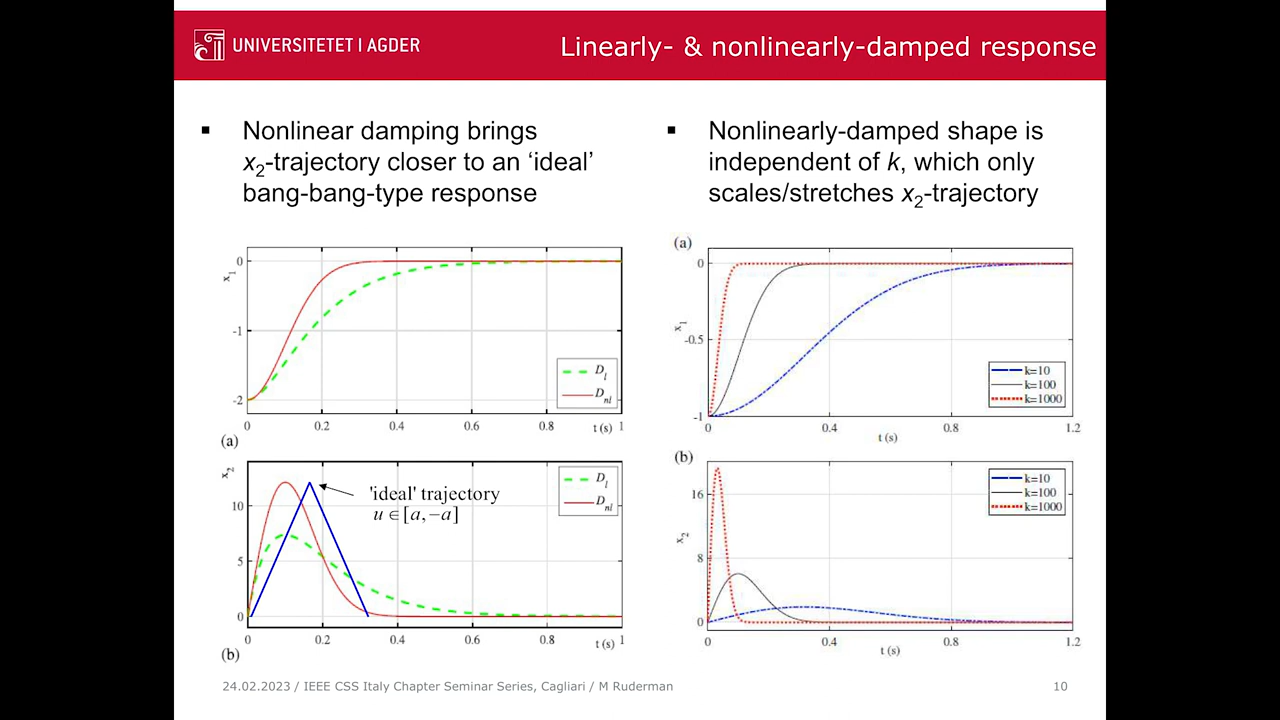 UNIVERSITETET I AGDER
Linearly- & nonlinearly-damped response
▪ Nonlinear damping brings
x2-trajectory closer to an ‘ideal’
bang-bang-type response
▪ Nonlinearly-damped shape is
independent of k, which only
scales/stretches x2-trajectory
x1
0
-1
-2
Dl
Dnl
0 0.2 0.4 0.6 0.8 t (s) 1
(a)
x2
10
5
0
'ideal' trajectory
u ∈ [a, −a]
Dl
Dnl
0 0.2 0.4 0.6 0.8 t (s) 1
(b)
(a)
x1
0
-0.5
-1
k=10
k=100
k=1000
0 0.4 0.8 1.2
t (s)
(b)
x2
16
8
0
k=10
k=100
k=1000
0 0.4 0.8 1.2
t (s)
24.02.2023 / IEEE CSS Italy Chapter Seminar Series, Cagliari / M Ruderman
10